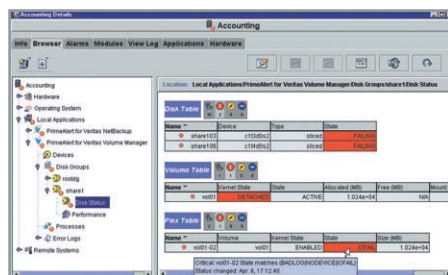 Accounting Details
Accounting
Info Browser Alarms Modules View Log Applications Hardware
Accounting
Hardware
Operating System
Local Applications
PrimeAlert for Veritas NetBackup
PrimeAlert for Veritas Volume Manager
Devices
Disk Groups
rootdg
share1
Disk Status
Performance
Processes
Error Logs
Remote Systems
Location: Local Applications/PrimeAlert for Veritas Volume Manager/Disk Groups/share1/Disk Status
Disk Table
Name Device Type State
share103 c1t3d0s2 sliced FAILING
share106 c1t4d0s2 sliced FAILING
Volume Table
Name Kernel State State Allocated (MB) Free (MB) Mount
vol01 DETACHED ACTIVE 1.024e+04 N/A
Plex Table
Name Volume Kernel State State Size (MB)
vol01-02 vol01 ENABLED IOFAIL 1.024e+04
Critical: vol01-02 State matches (BADLOG|NODEVICE|IOFAIL)
Status changed: Apr. 6, 17:12:40